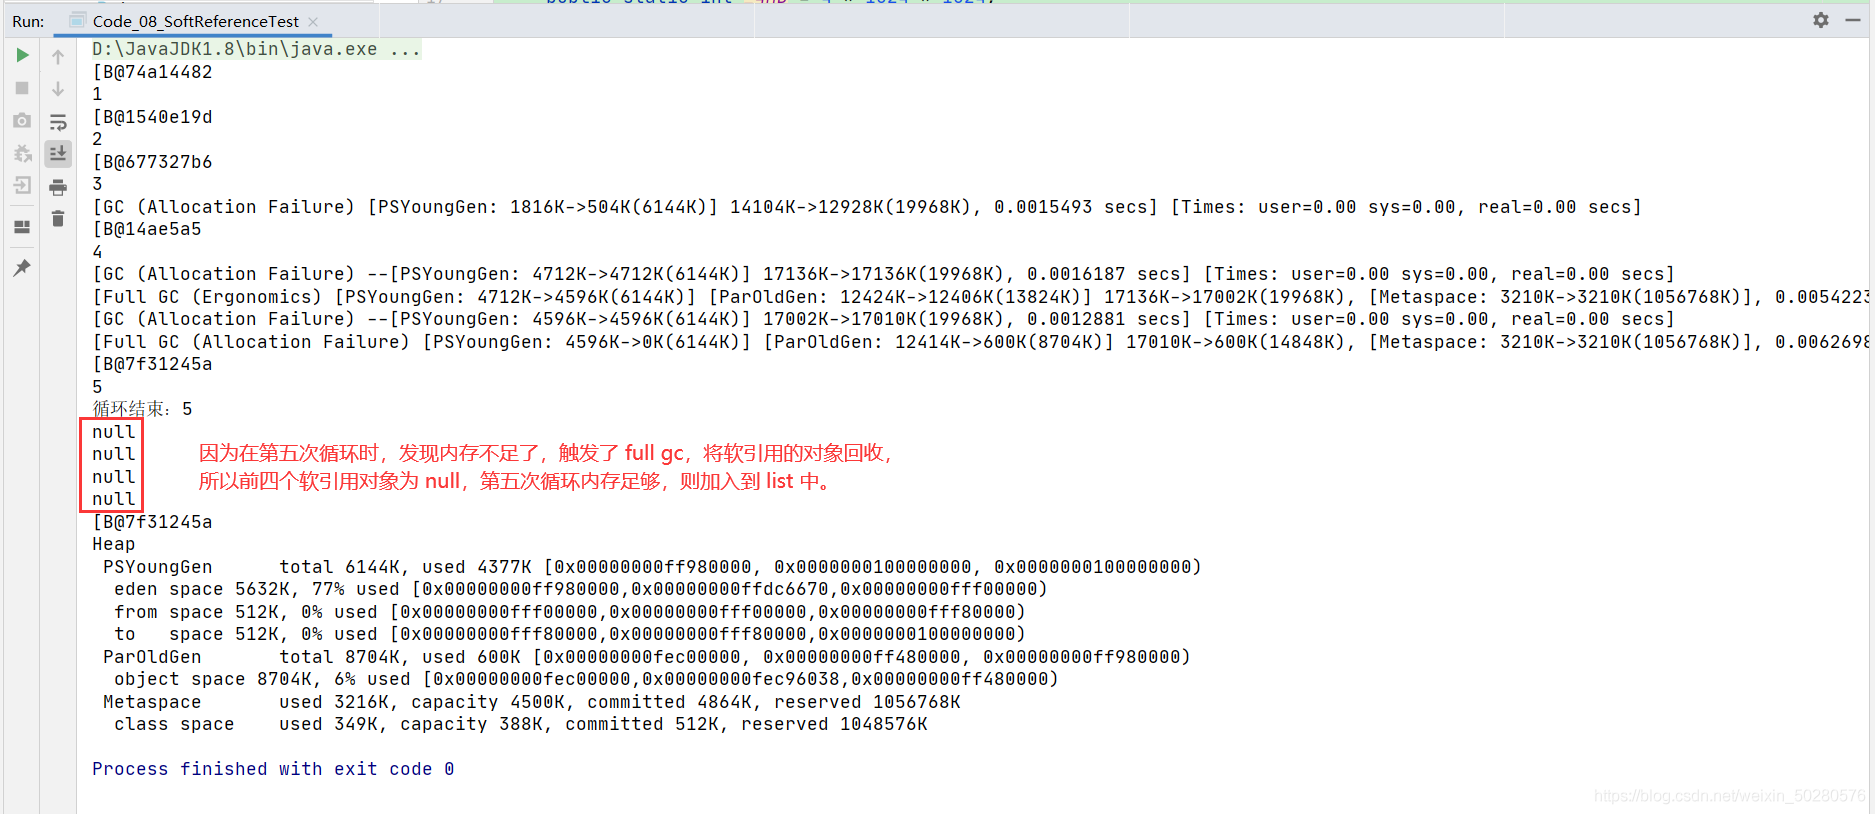 Run: Code_08_SoftReferenceTest
D:\JavaJDK1.8\bin\java.exe ...
[B@74a14482
1
[B@1540e19d
2
[B@677327b6
3
[GC (Allocation Failure) [PSYoungGen: 1816K->504K(6144K)] 14104K->12928K(19968K), 0.0015493 secs] [Times: user=0.00 sys=0.00, real=0.00 secs]
[B@14ae5a5
4
[GC (Allocation Failure) --[PSYoungGen: 4712K->4712K(6144K)] 17136K->17136K(19968K), 0.0016187 secs] [Times: user=0.00 sys=0.00, real=0.00 secs]
[Full GC (Ergonomics) [PSYoungGen: 4712K->4596K(6144K)] [ParOldGen: 12424K->12406K(13824K)] 17136K->17002K(19968K), [Metaspace: 3210K->3210K(1056768K)], 0.0054223
[GC (Allocation Failure) --[PSYoungGen: 4596K->4596K(6144K)] 17002K->17010K(19968K), 0.0012881 secs] [Times: user=0.00 sys=0.00, real=0.00 secs]
[Full GC (Allocation Failure) [PSYoungGen: 4596K->0K(6144K)] [ParOldGen: 12414K->600K(8704K)] 17010K->600K(14848K), [Metaspace: 3210K->3210K(1056768K)], 0.0062698
[B@7f31245a
5
循环结束：5
null
null
null
null
因为在第五次循环时，发现内存不足了，触发了 full gc，将软引用的对象回收，
所以前四个软引用对象为 null，第五次循环内存足够，则加入到 list 中。
[B@7f31245a
Heap
PSYoungGen total 6144K, used 4377K [0x00000000ff980000, 0x0000000100000000, 0x0000000100000000)
eden space 5632K, 77% used [0x00000000ff980000,0x00000000ffdc6670,0x00000000fff00000)
from space 512K, 0% used [0x00000000fff00000,0x00000000fff00000,0x00000000fff80000)
to space 512K, 0% used [0x00000000fff80000,0x00000000fff80000,0x0000000100000000)
ParOldGen total 8704K, used 600K [0x00000000fec00000, 0x00000000ff480000, 0x00000000ff980000)
object space 8704K, 6% used [0x00000000fec00000,0x00000000fec96038,0x00000000ff480000)
Metaspace used 3216K, capacity 4500K, committed 4864K, reserved 1056768K
class space used 349K, capacity 388K, committed 512K, reserved 1048576K
Process finished with exit code 0
https://blog.csdn.net/weixin_50280576